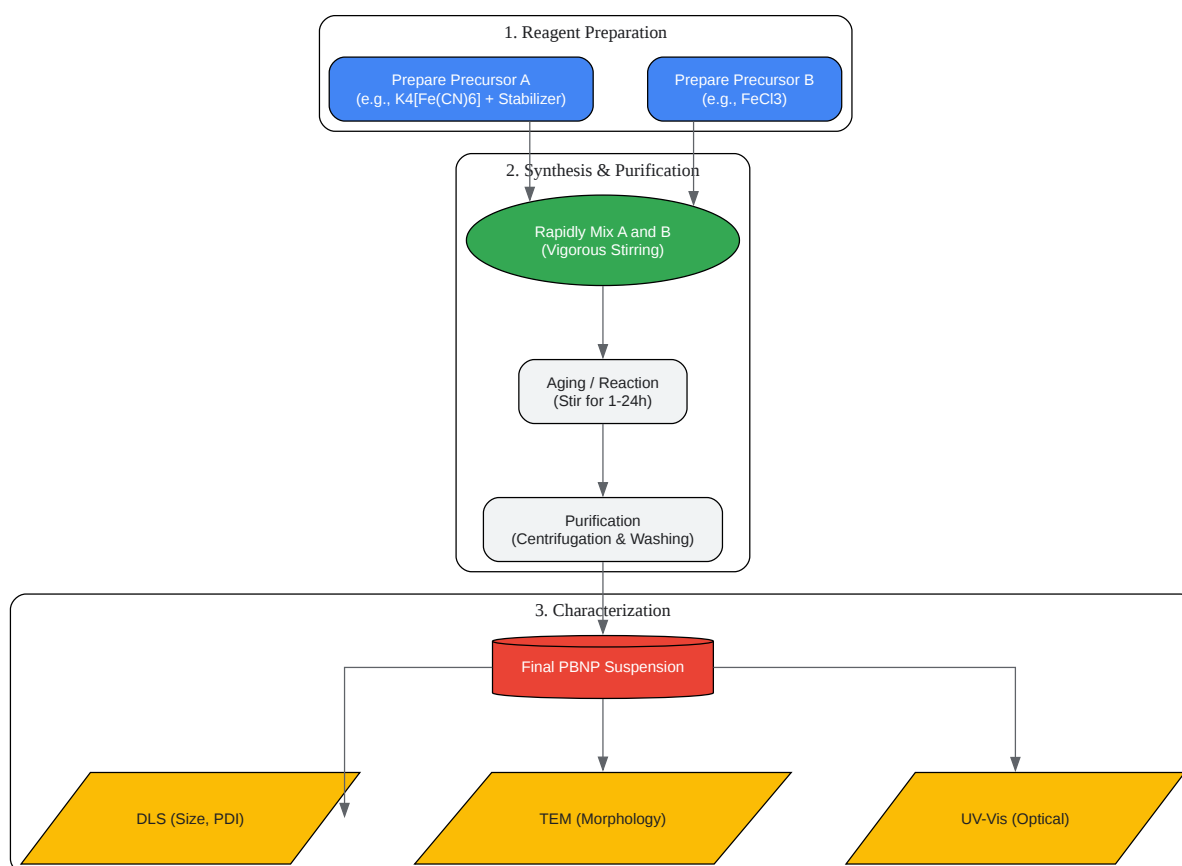 1. Reagent Preparation
Prepare Precursor A
(e.g., K4[Fe(CN)6] + Stabilizer)
Prepare Precursor B
(e.g., FeCl3)
2. Synthesis & Purification
Rapidly Mix A and B
(Vigorous Stirring)
Aging / Reaction
(Stir for 1-24h)
Purification
(Centrifugation & Washing)
3. Characterization
Final PBNP Suspension
DLS (Size, PDI)
TEM (Morphology)
UV-Vis (Optical)